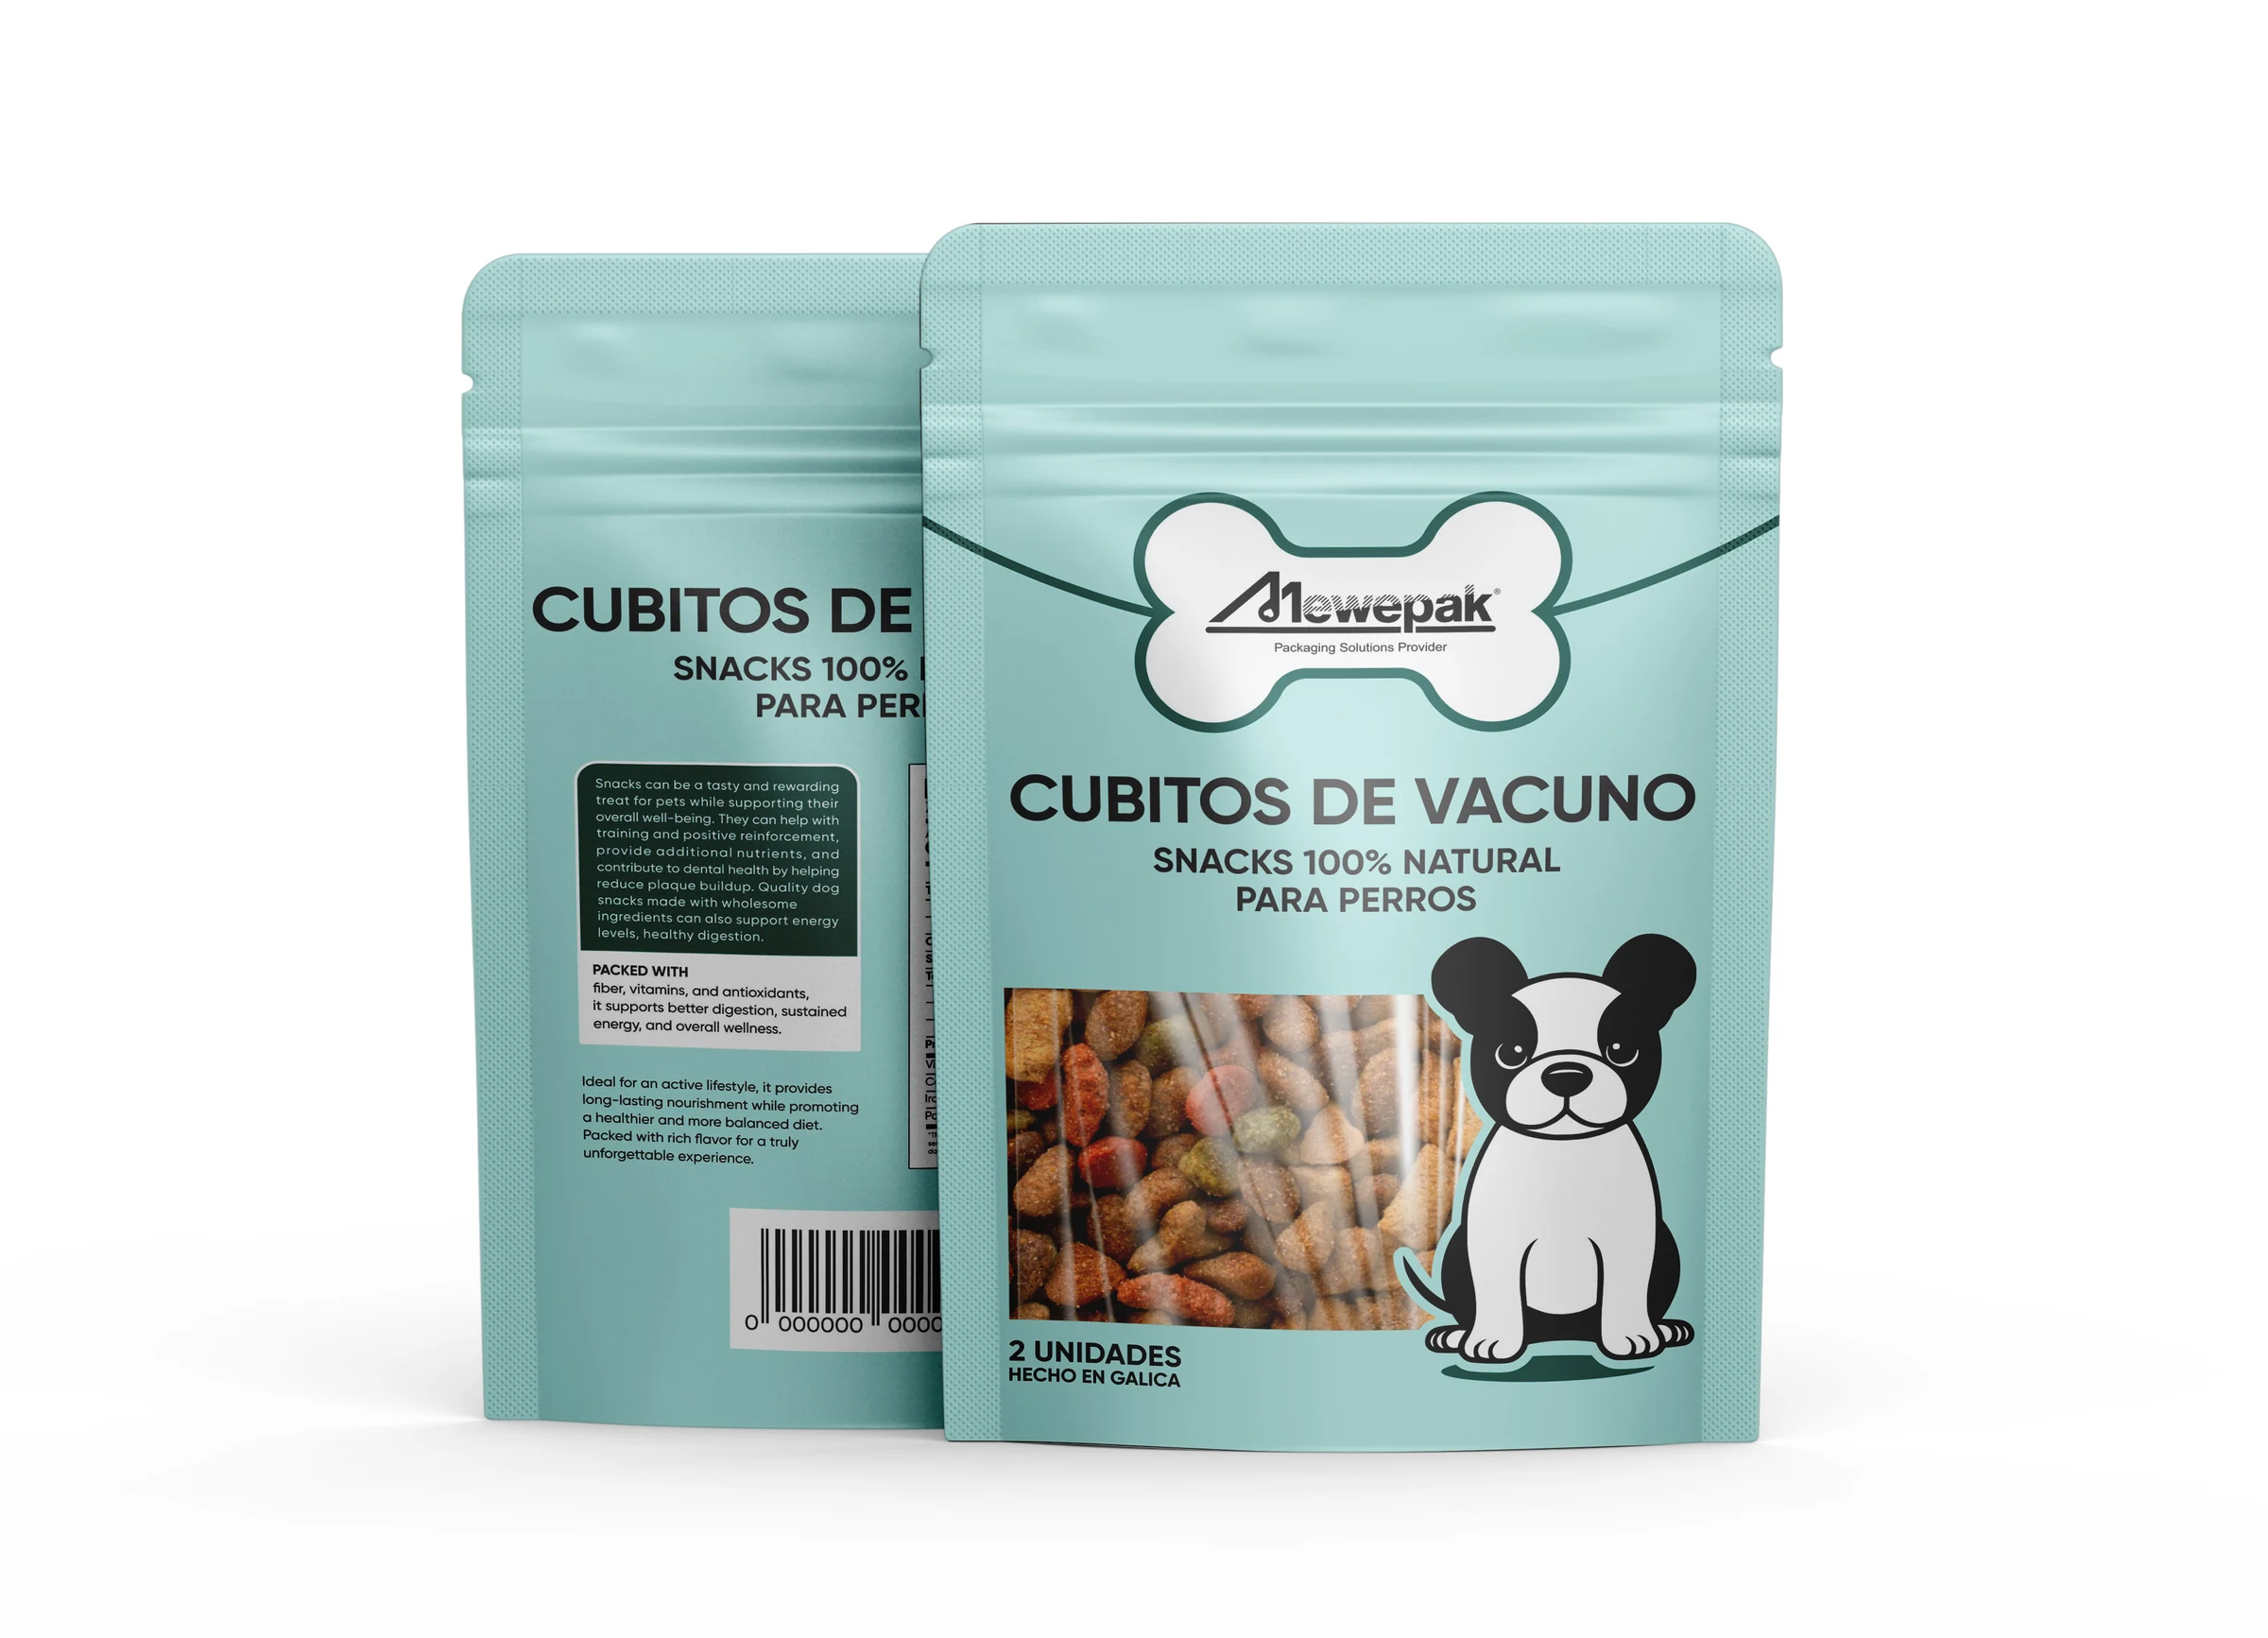 CUBITOS DE
SNACKS 100%
PARA PER
Snacks can be a tasty and rewarding
treat for pets while supporting their
overall well-being. They can help with
training and positive reinforcement,
provide additional nutrients, and
contribute to dental health by helping
reduce plaque buildup. Quality dog
snacks made with wholesome
ingredients can also support energy
levels, healthy digestion.
PACKED WITH
fiber, vitamins, and antioxidants,
it supports better digestion, sustained
energy, and overall wellness.
Ideal for an active lifestyle, it provides
long-lasting nourishment while promoting
a healthier and more balanced diet.
Packed with rich flavor for a truly
unforgettable experience.
0 000000 0000
Mewepak®
Packaging Solutions Provider
CUBITOS DE VACUNO
SNACKS 100% NATURAL
PARA PERROS
2 UNIDADES
HECHO EN GALICA